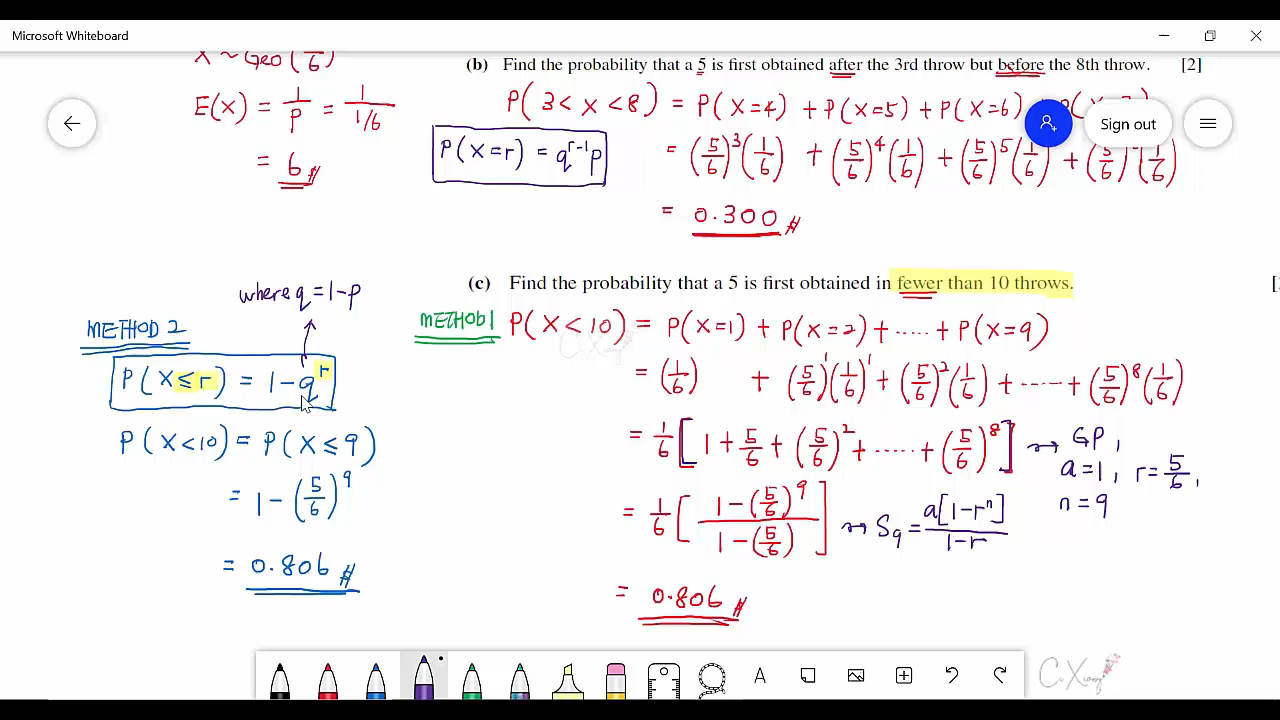 Microsoft Whiteboard
X ~ Geo (1/6)
(b) Find the probability that a 5 is first obtained after the 3rd throw but before the 8th throw. [2]
E(X) = 1/P = 1/(1/6)
= 6
P(3 < X < 8) = P(X=4) + P(X=5) + P(X=6)
Sign out
P(X=r) = q^(r-1) p
= (5/6)^3 (1/6) + (5/6)^4 (1/6) + (5/6)^5 (1/6) + (5/6) (1/6)
= 0.300
(c) Find the probability that a 5 is first obtained in fewer than 10 throws.
where q = 1-p
METHOD 2
P(X ≤ r) = 1 - q^r
P(X<10) = P(X ≤ 9)
= 1 - (5/6)^9
= 0.806
METHOD 1
P(X<10) = P(X=1) + P(X=2) + ..... + P(X=9)
= (1/6) + (5/6)^1 (1/6)^1 + (5/6)^2 (1/6) + ..... + (5/6)^8 (1/6)
= 1/6 [1 + 5/6 + (5/6)^2 + ..... + (5/6)^8] → GP,
a=1, r=5/6,
n=9
= 1/6 [(1-(5/6)^9)/(1-(5/6))] → S9 = a[1-r^n]/(1-r)
= 0.806
A
CiXiang